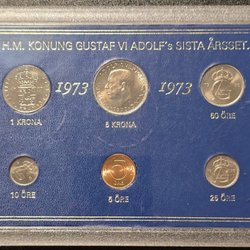 H.M. KONUNG GUSTAF VI ADOLF's SISTA ÅRSSET.
1973 1973
1 KRONA 5 KRONA 50 ÖRE
5
10 ÖRE 5 ÖRE 25 ÖRE